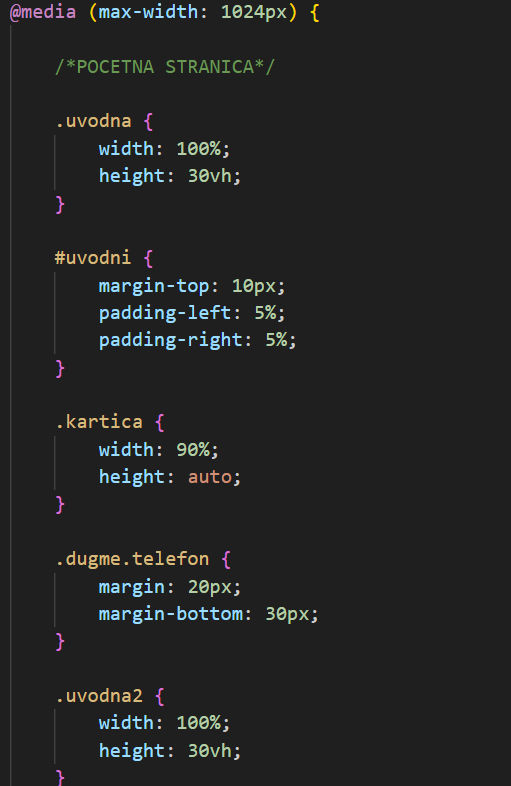 @media (max-width: 1024px) {
/*POCETNA STRANICA*/
.uvodna {
width: 100%;
height: 30vh;
}
#uvodni {
margin-top: 10px;
padding-left: 5%;
padding-right: 5%;
}
.kartica {
width: 90%;
height: auto;
}
.dugme.telefon {
margin: 20px;
margin-bottom: 30px;
}
.uvodna2 {
width: 100%;
height: 30vh;
}